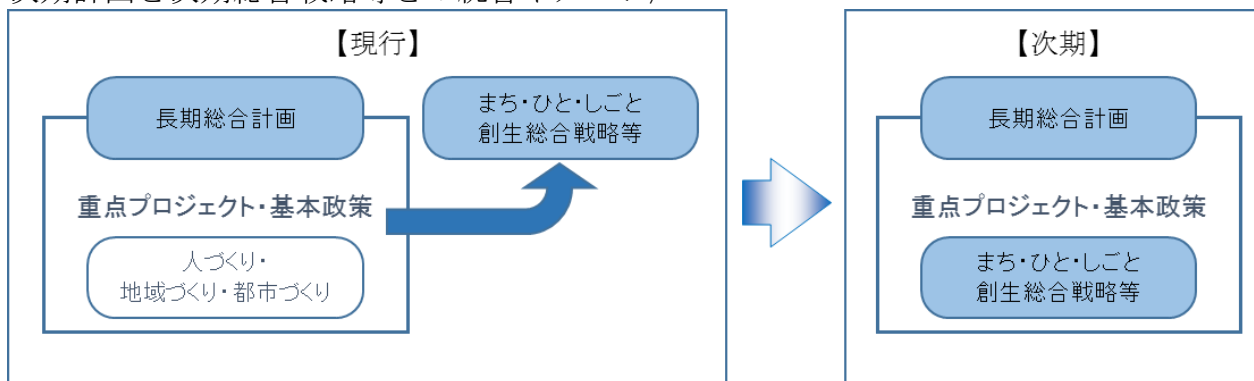 【現行】
長期総合計画
まち・ひと・しごと
創生総合戦略等
重点プロジェクト・基本政策
人づくり・
地域づくり・都市づくり
【次期】
長期総合計画
重点プロジェクト・基本政策
まち・ひと・しごと
創生総合戦略等